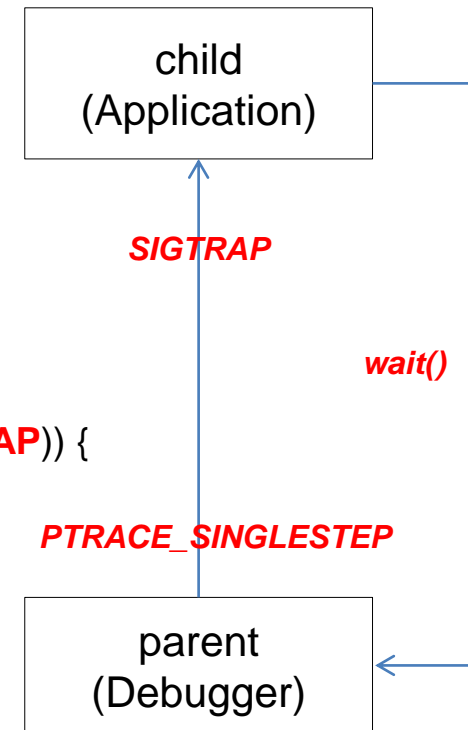 child
(Application)
SIGTRAP
wait()
AP)) {
PTRACE_SINGLESTEP
parent
(Debugger)